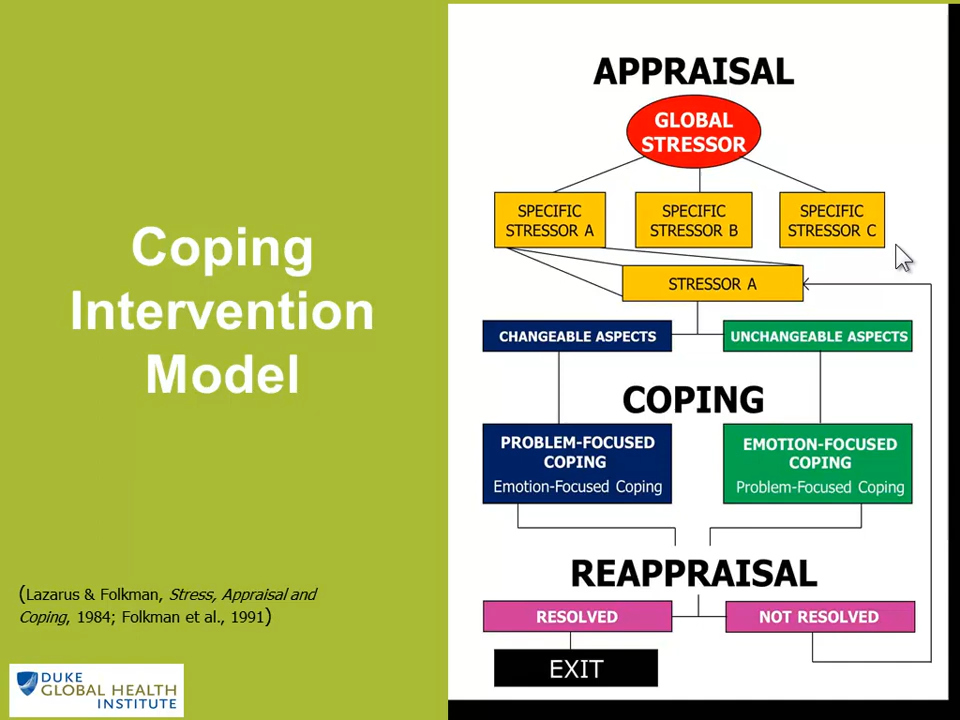 Coping
Intervention
Model
(Lazarus & Folkman, Stress, Appraisal and
Coping, 1984; Folkman et al., 1991)
DUKE
GLOBAL HEALTH
INSTITUTE
APPRAISAL
GLOBAL
STRESSOR
SPECIFIC
STRESSOR A
SPECIFIC
STRESSOR B
SPECIFIC
STRESSOR C
STRESSOR A
CHANGEABLE ASPECTS
UNCHANGEABLE ASPECTS
COPING
PROBLEM-FOCUSED
COPING
Emotion-Focused Coping
EMOTION-FOCUSED
COPING
Problem-Focused Coping
REAPPRAISAL
RESOLVED
NOT RESOLVED
EXIT